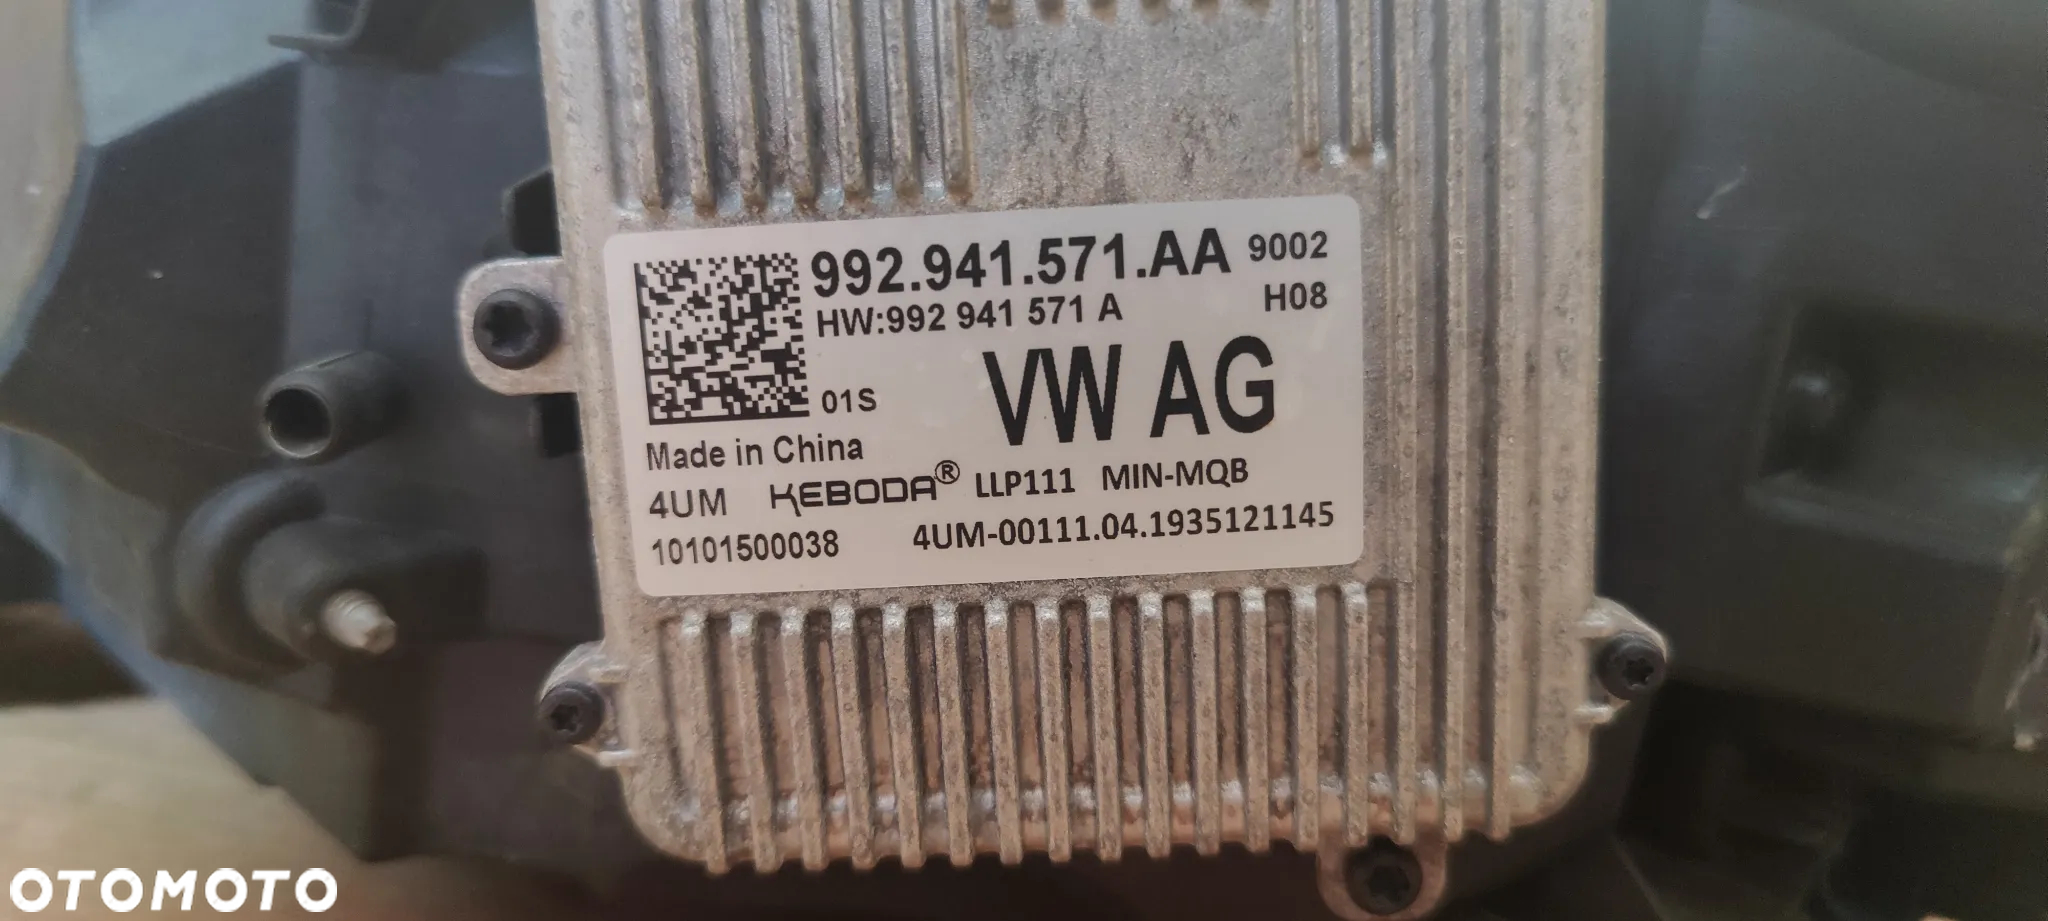 992.941.571.AA 9002
HW:992 941 571 A H08
01S VW AG
Made in China
4UM KEBODA® LLP111 MIN-MQB
10101500038 4UM-00111.04.1935121145
OTOMOTO